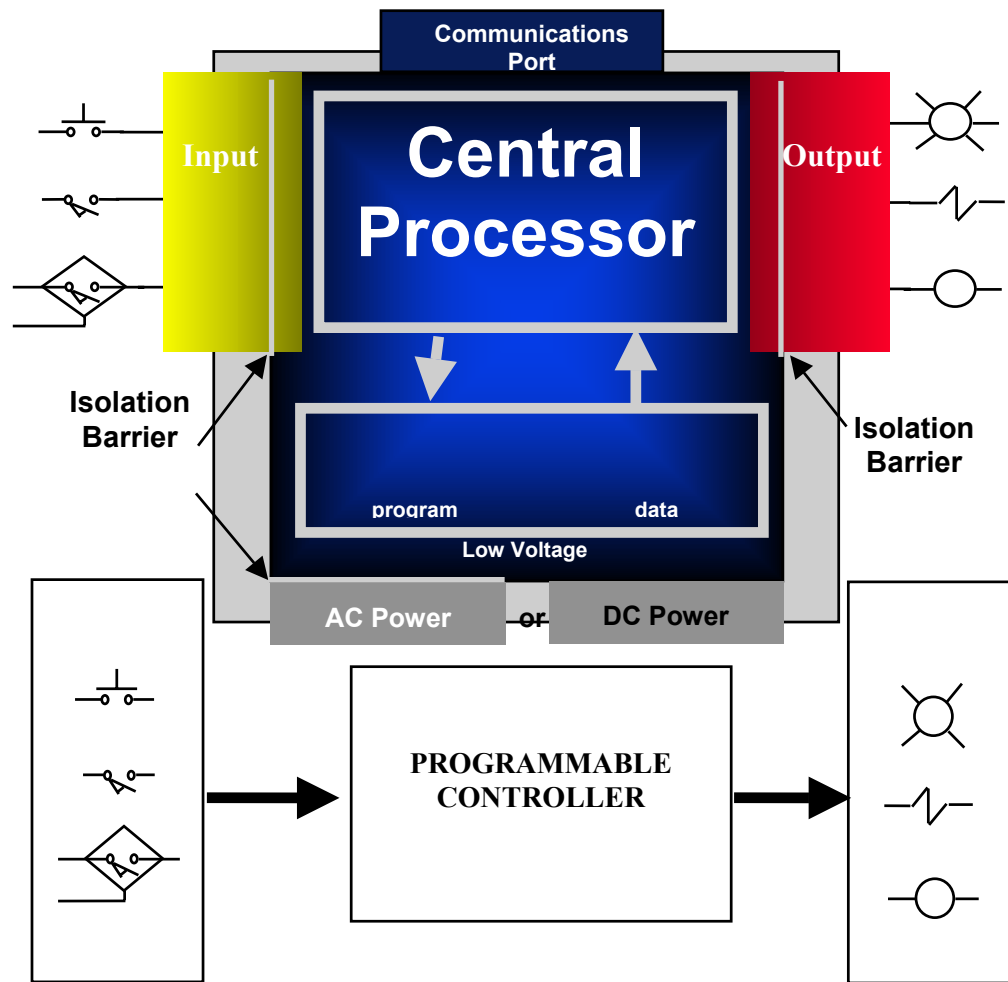 Communications
Port
Input
Central
Processor
Output
Isolation
Barrier
Isolation
Barrier
program
data
Low Voltage
AC Power
or
DC Power
PROGRAMMABLE
CONTROLLER